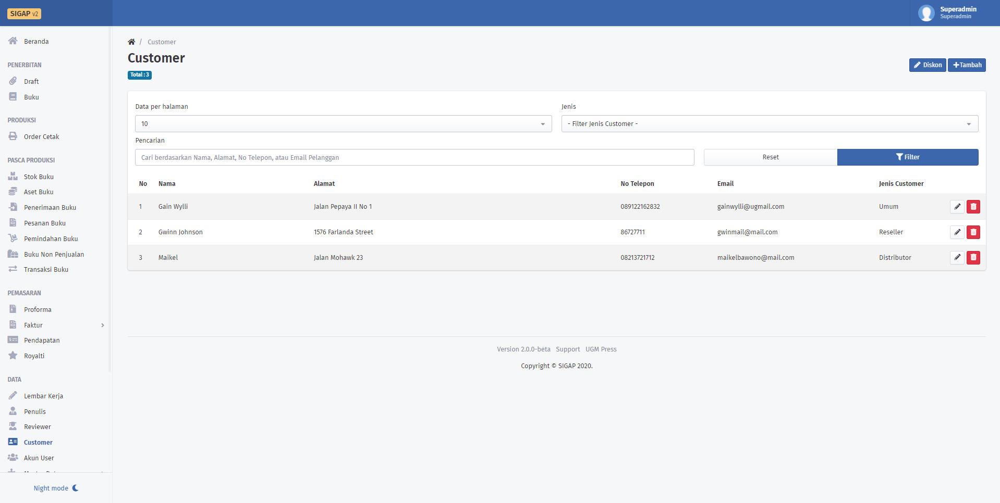 SIGAP v2
Superadmin
Superadmin
Beranda
PENERBITAN
Draft
Buku
PRODUKSI
Order Cetak
PASCA PRODUKSI
Stok Buku
Aset Buku
Penerimaan Buku
Pesanan Buku
Pemindahan Buku
Buku Non Penjualan
Transaksi Buku
PEMASARAN
Proforma
Faktur
Pendapatan
Royalti
DATA
Lembar Kerja
Penulis
Reviewer
Customer
Akun User
Night mode
/ Customer
Customer
Total : 3
Diskon
Tambah
Data per halaman
Jenis
10
- Filter Jenis Customer -
Pencarian
Cari berdasarkan Nama, Alamat, No Telepon, atau Email Pelanggan
Reset
Filter
No Nama Alamat No Telepon Email Jenis Customer
1 Gain Wylli Jalan Pepaya II No 1 089122162832 gainwylli@ugmail.com Umum
2 Gwinn Johnson 1576 Farlanda Street 86727711 gwinmail@mail.com Reseller
3 Maikel Jalan Mohawk 23 08213721712 maikelbawono@mail.com Distributor
Version 2.0.0-beta Support UGM Press
Copyright © SIGAP 2020.